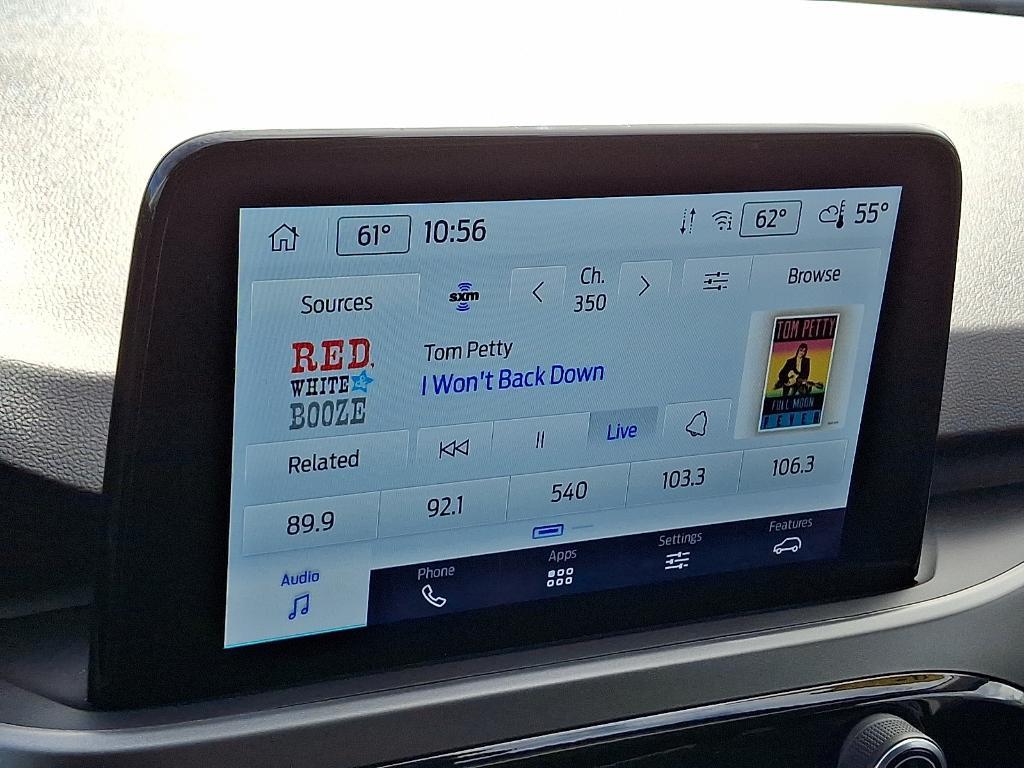 61° 10:56 62° 55°
Sources sxm Ch. 350 Browse
RED,
WHITE &
BOOZE
Tom Petty
I Won't Back Down
TOM PETTY
FULL MOON
FEVER
Related Live
89.9 92.1 540 103.3 106.3
Audio Phone Apps Settings Features